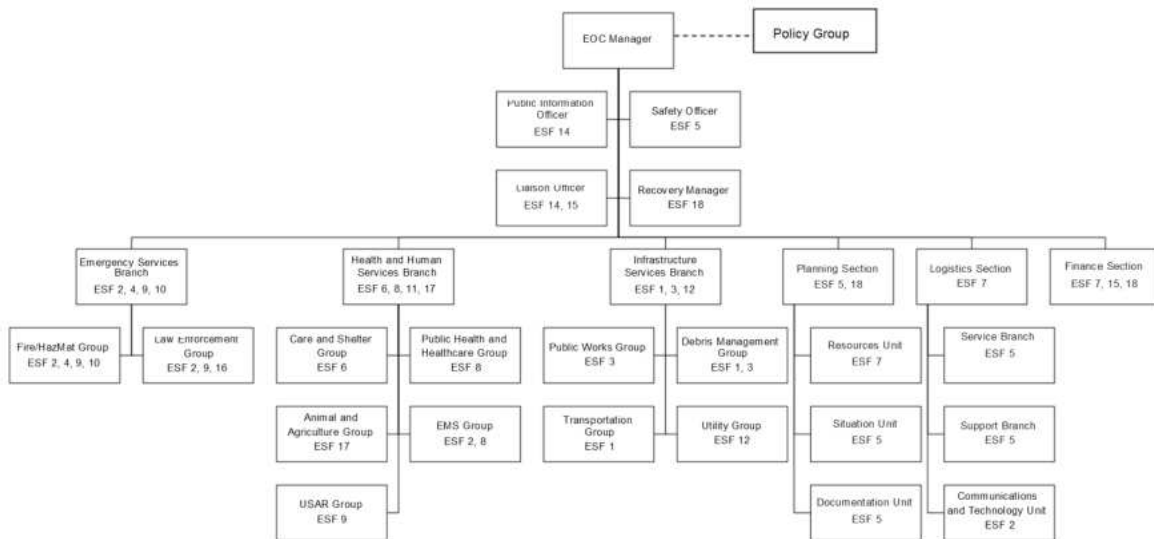 EOC Manager
Policy Group
Public Information
Officer
ESF 14
Safety Officer
ESF 5
Liaison Officer
ESF 14, 15
Recovery Manager
ESF 18
Emergency Services
Branch
ESF 2, 4, 9, 10
Health and Human
Services Branch
ESF 6, 8, 11, 17
Infrastructure
Services Branch
ESF 1, 3, 12
Planning Section
ESF 5, 18
Logistics Section
ESF 7
Finance Section
ESF 7, 15, 18
Fire/HazMat Group
ESF 2, 4, 9, 10
Law Enforcement
Group
ESF 2, 9, 16
Care and Shelter
Group
ESF 6
Public Health and
Healthcare Group
ESF 8
Public Works Group
ESF 3
Debris Management
Group
ESF 1, 3
Resources Unit
ESF 7
Service Branch
ESF 5
Animal and
Agriculture Group
ESF 17
EMS Group
ESF 2, 8
Transportation
Group
ESF 1
Utility Group
ESF 12
Situation Unit
ESF 5
Support Branch
ESF 5
USAR Group
ESF 9
Documentation Unit
ESF 5
Communications
and Technology Unit
ESF 2